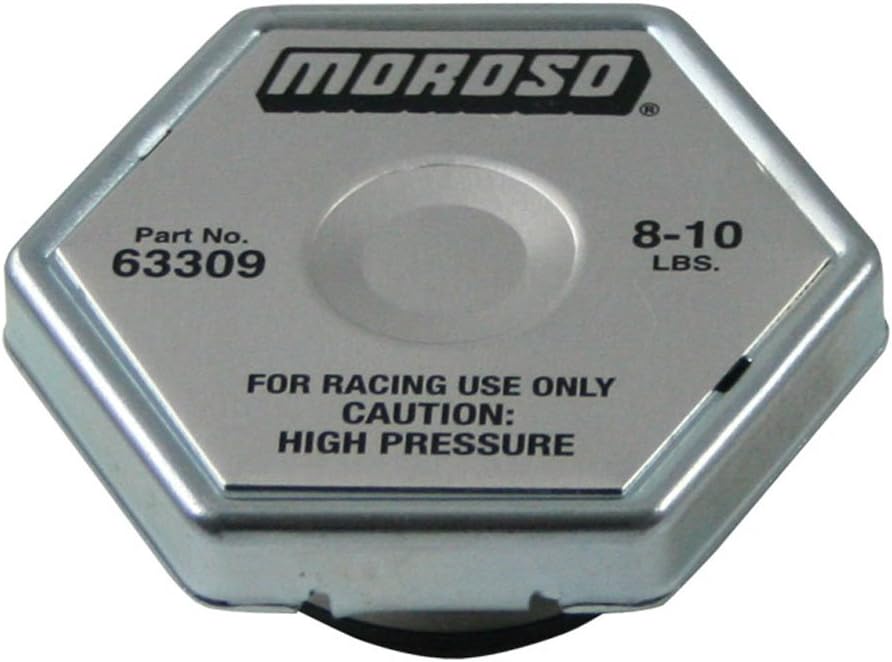 MOROSO®
Part No.
63309
8-10
LBS.
FOR RACING USE ONLY
CAUTION:
HIGH PRESSURE